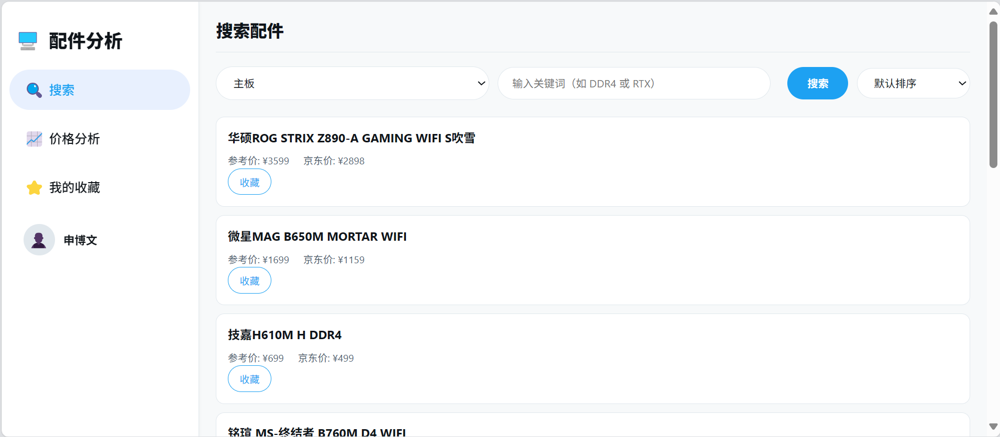 配件分析
搜索
价格分析
我的收藏
申博文
搜索配件
主板
输入关键词（如 DDR4 或 RTX）
搜索
默认排序
华硕ROG STRIX Z890-A GAMING WIFI S吹雪
参考价: ¥3599 京东价: ¥2898
收藏
微星MAG B650M MORTAR WIFI
参考价: ¥1699 京东价: ¥1159
收藏
技嘉H610M H DDR4
参考价: ¥699 京东价: ¥499
收藏
铭瑄 MS-终结者 B760M D4 WIFI